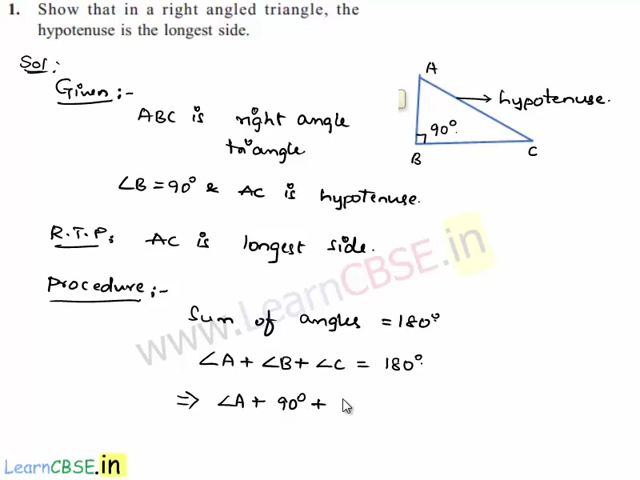 1. Show that in a right angled triangle, the
hypotenuse is the longest side.
Sol:
Given:-
ABC is right angle
triangle
∠B = 90° & AC is hypotenuse.
A
hypotenuse.
90°.
B
C
R.T.P: AC is longest side.
Procedure:-
Sum of angles = 180°
∠A + ∠B + ∠C = 180°.
⇒ ∠A + 90° +
www.LearnCBSE.in
LearnCBSE.in